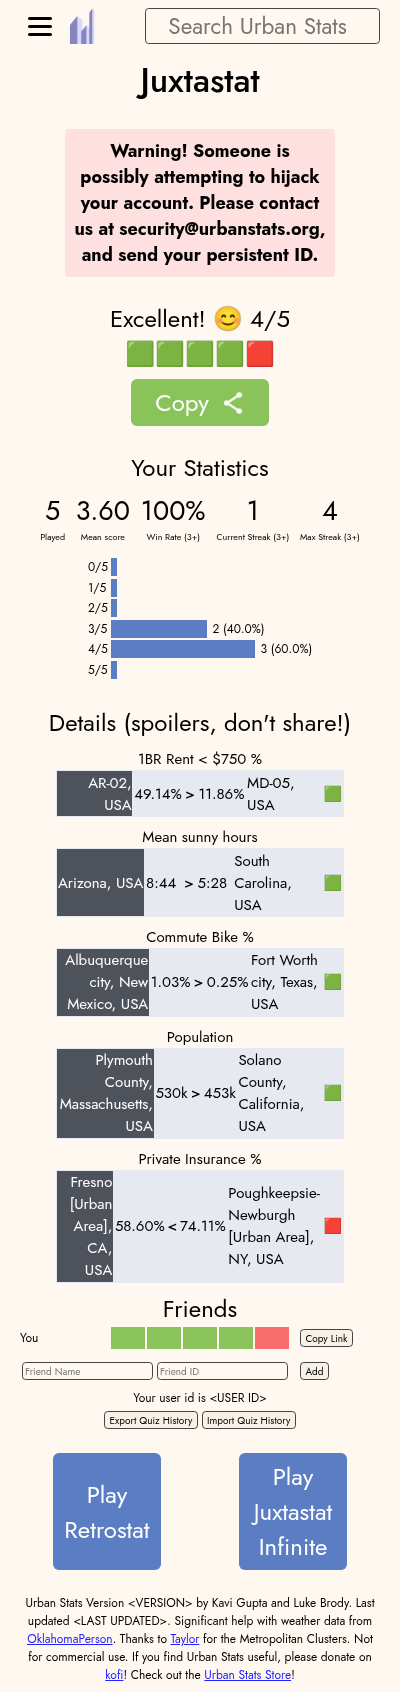 Search Urban Stats
Juxtastat
Warning! Someone is
possibly attempting to hijack
your account. Please contact
us at security@urbanstats.org,
and send your persistent ID.
Excellent! 😊 4/5
🟩🟩🟩🟩🟥
Copy
Your Statistics
5 3.60 100% 1 4
Played Mean score Win Rate (3+) Current Streak (3+) Max Streak (3+)
0/5
1/5
2/5
3/5 2 (40.0%)
4/5 3 (60.0%)
5/5
Details (spoilers, don't share!)
1BR Rent < $750 %
AR-02,
USA
49.14% > 11.86%
MD-05,
USA
🟩
Mean sunny hours
Arizona, USA
8:44 > 5:28
South
Carolina,
USA
🟩
Commute Bike %
Albuquerque
city, New
Mexico, USA
1.03% > 0.25%
Fort Worth
city, Texas,
USA
🟩
Population
Plymouth
County,
Massachusetts,
USA
530k > 453k
Solano
County,
California,
USA
🟩
Private Insurance %
Fresno
[Urban
Area],
CA,
USA
58.60% < 74.11%
Poughkeepsie-
Newburgh
[Urban Area],
NY, USA
🟥
Friends
You Copy Link
Friend Name Friend ID Add
Your user id is <USER ID>
Export Quiz History Import Quiz History
Play
Retrostat
Play
Juxtastat
Infinite
Urban Stats Version <VERSION> by Kavi Gupta and Luke Brody. Last
updated <LAST UPDATED>. Significant help with weather data from
OklahomaPerson. Thanks to Taylor for the Metropolitan Clusters. Not
for commercial use. If you find Urban Stats useful, please donate on
kofi! Check out the Urban Stats Store!